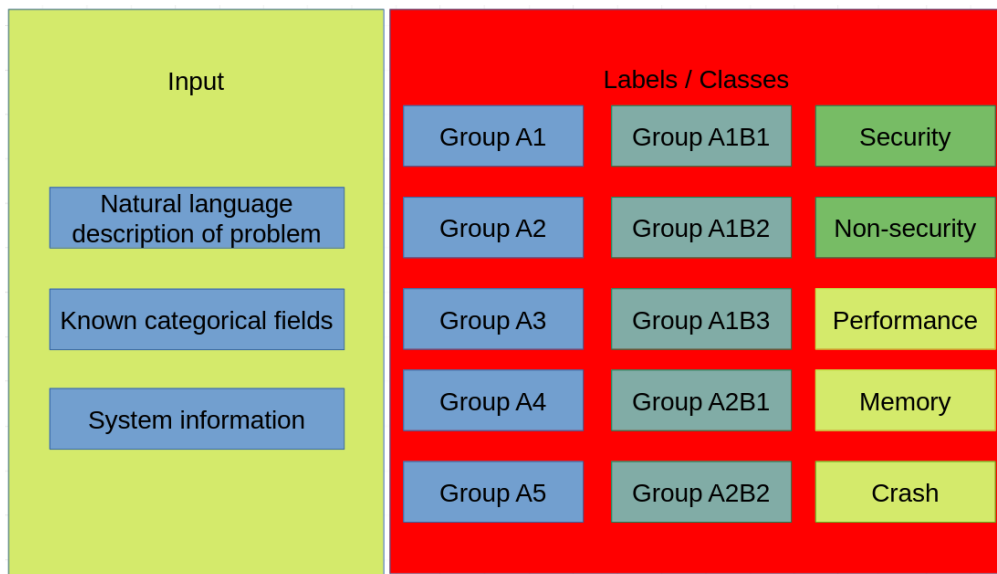 Input
Natural language
description of problem
Known categorical fields
System information
Labels / Classes
Group A1
Group A1B1
Security
Group A2
Group A1B2
Non-security
Group A3
Group A1B3
Performance
Group A4
Group A2B1
Memory
Group A5
Group A2B2
Crash